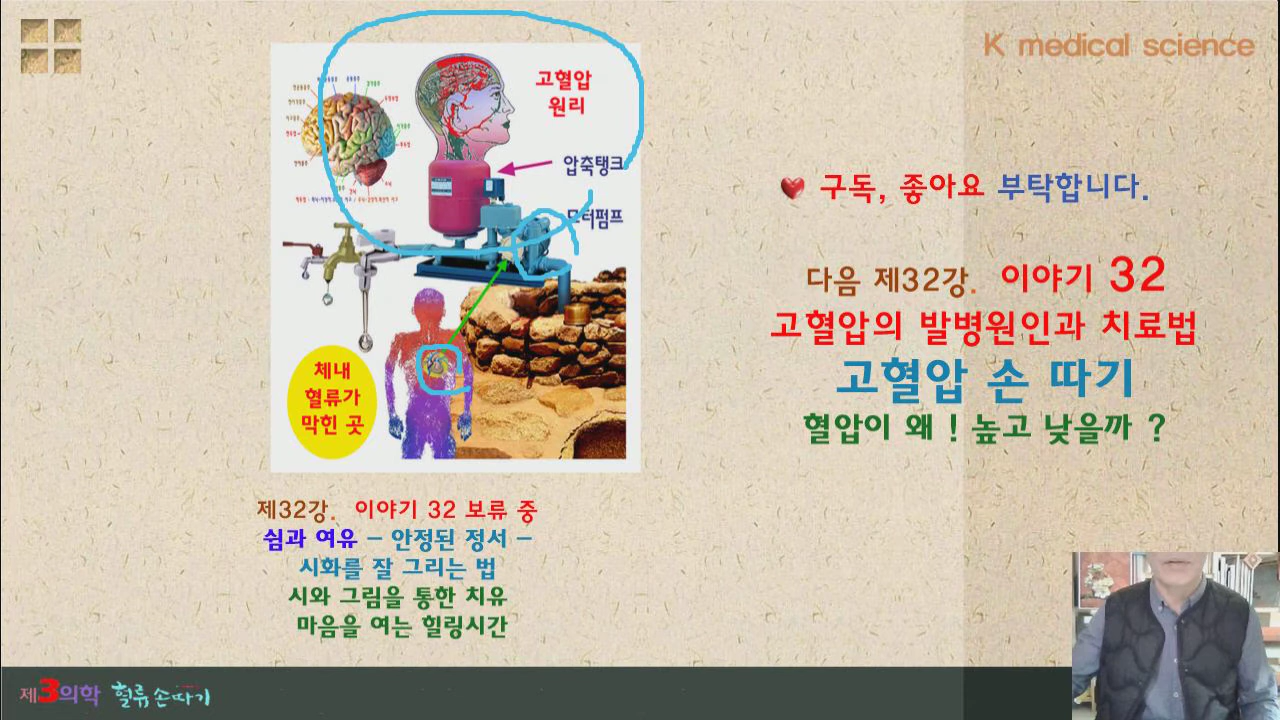 K medical science
고혈압
원리
압축탱크
모터펌프
체내
혈류가
막힌 곳
제32강. 이야기 32 보류 중
쉼과 여유 – 안정된 정서 –
시화를 잘 그리는 법
시와 그림을 통한 치유
마음을 여는 힐링시간
구독, 좋아요 부탁합니다.
다음 제32강. 이야기 32
고혈압의 발병원인과 치료법
고혈압 손 따기
혈압이 왜 ! 높고 낮을까 ?
제3의학 혈류 손따기